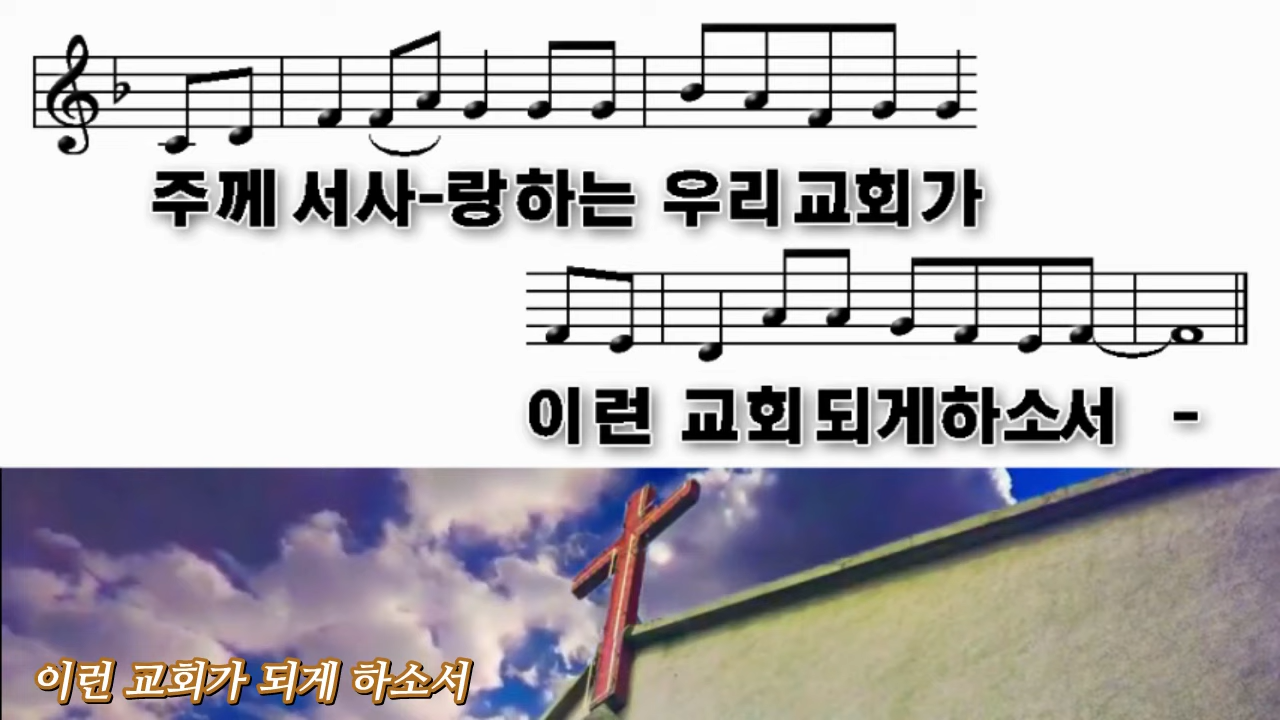 주께 서사-랑하는 우리교회가
이런 교회되게하소서 -
이런 교회가 되게 하소서